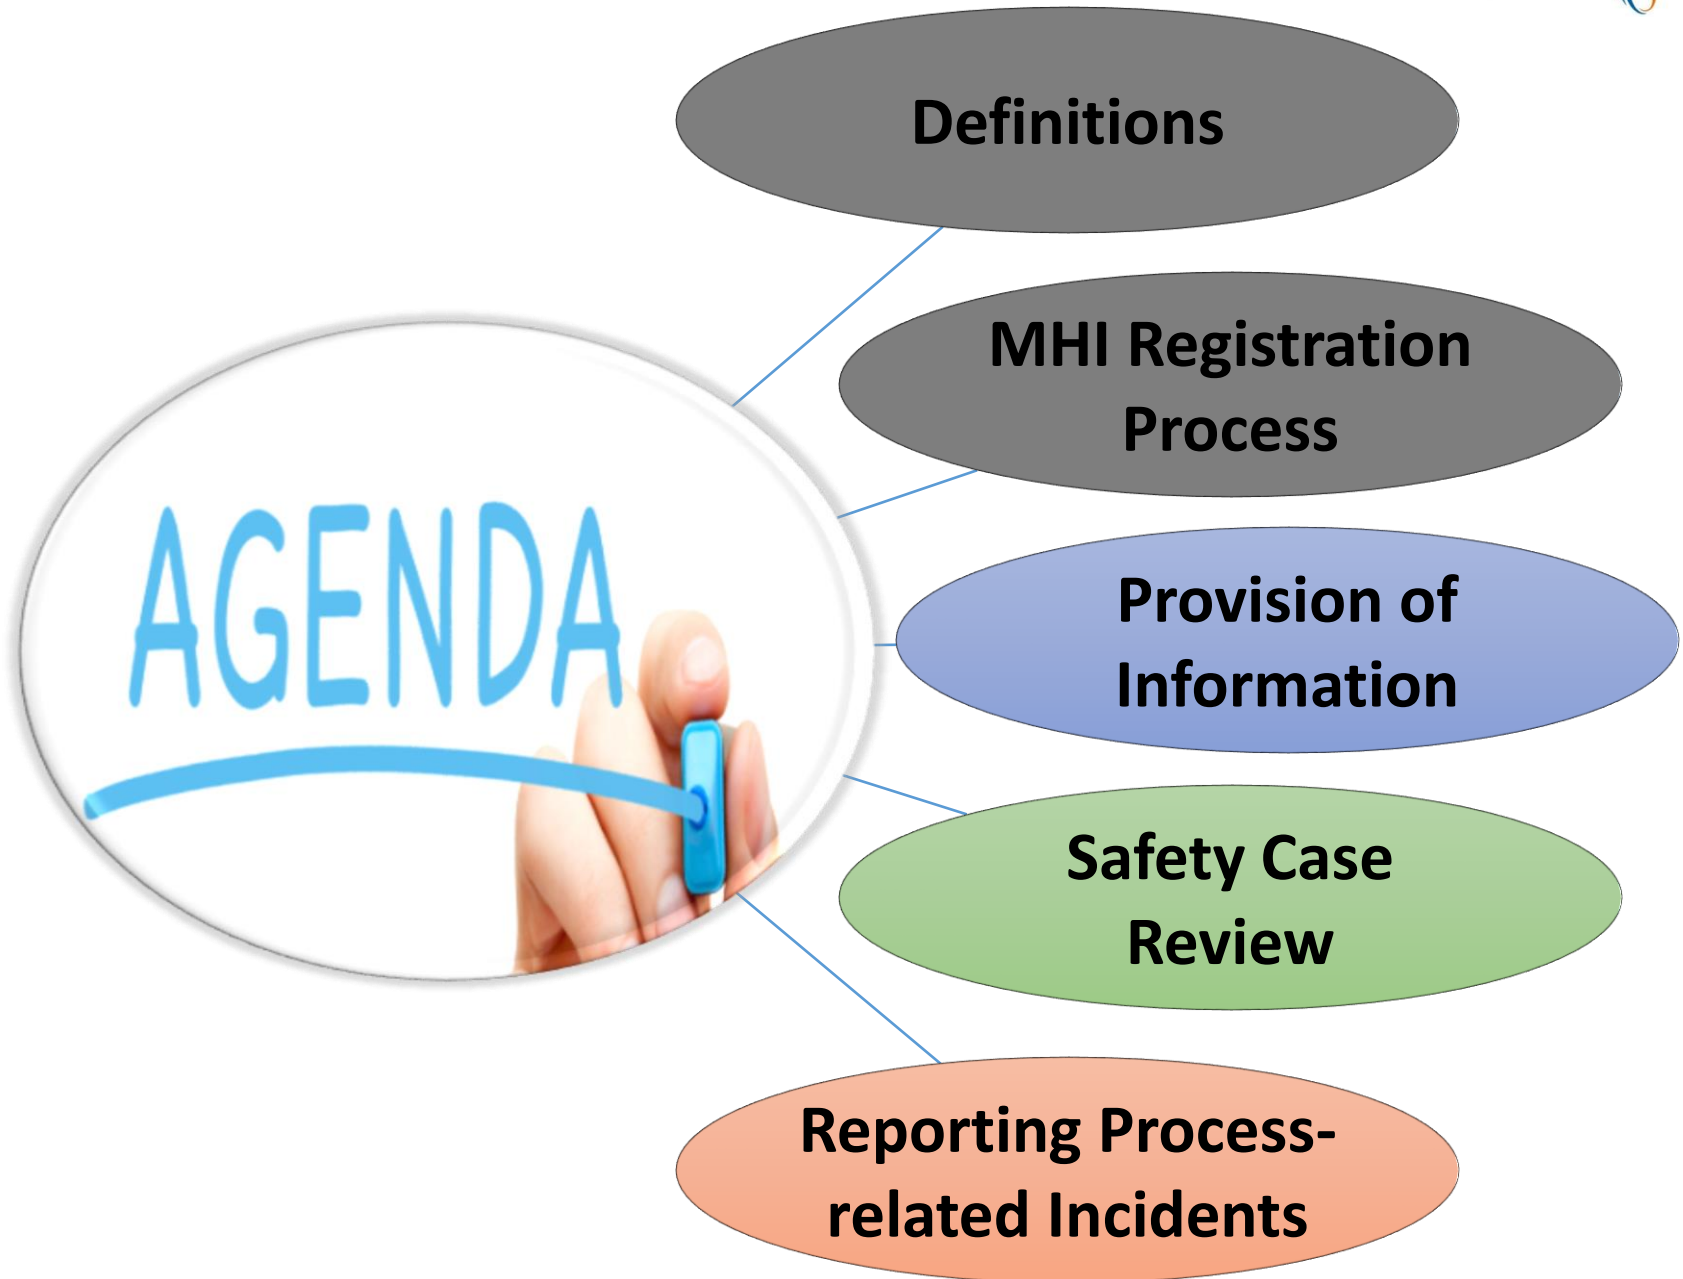 Definitions
MHI Registration
Process
AGENDA
Provision of
Information
Safety Case
Review
Reporting Process-
related Incidents